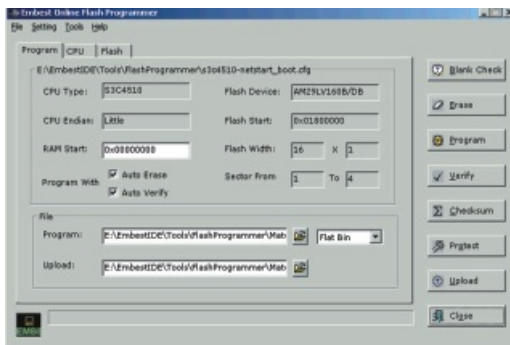 Embest Online Flash Programmer
File Setting Tools Help
Program CPU Flash
E:\EmbestIDE\Tools\FlashProgrammer\s3c4510-netstart_boot.cfg
CPU Type: S3C4510 Flash Device: AM29LV160B/DB
CPU Endian: Little Flash Start: 0x01800000
RAM Start: 0x00800000 Flash Width: 16 X 1
Program With Auto Erase Sector From 1 To 4
Auto Verify
File
Program: E:\EmbestIDE\Tools\FlashProgrammer\Mat Flat Bin
Upload: E:\EmbestIDE\Tools\FlashProgrammer\Mat
Blank Check
Erase
Program
Verify
Checksum
Protect
Upload
Close